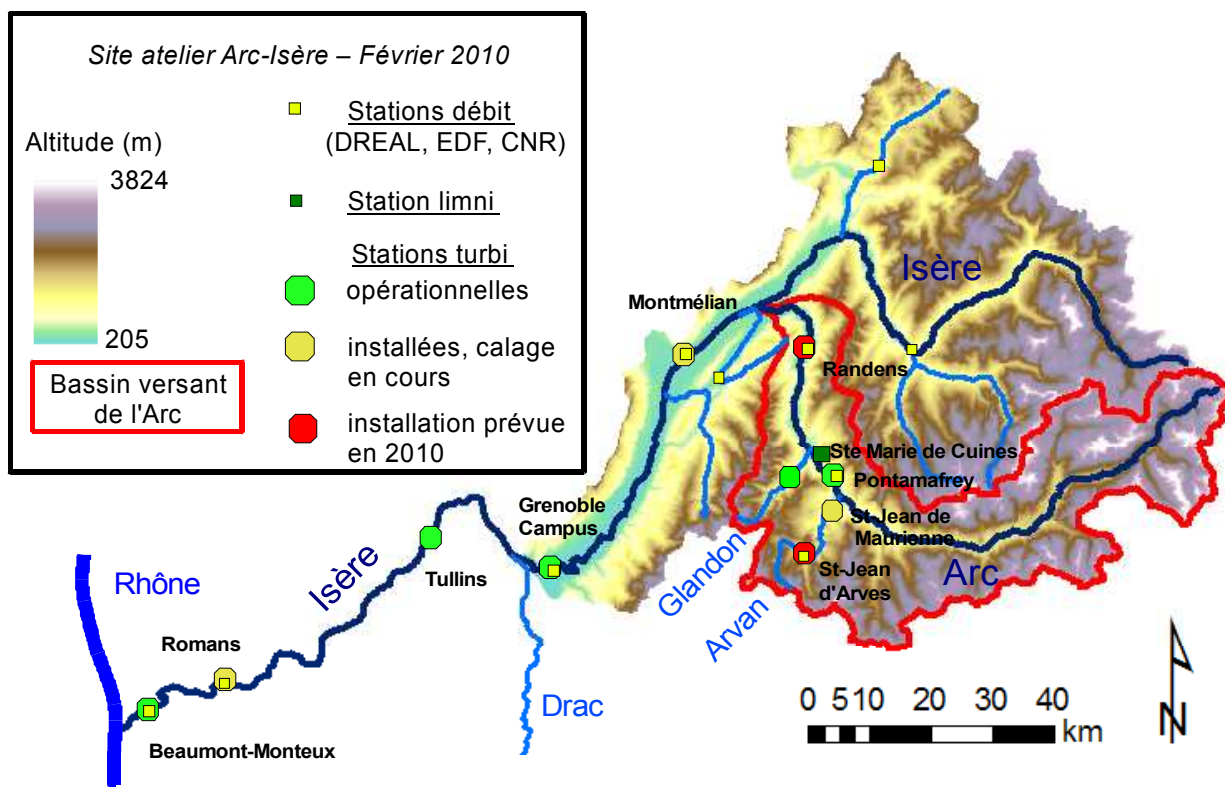 Site atelier Arc-Isère – Février 2010
Altitude (m)
3824
205
Bassin versant
de l'Arc
Stations débit
(DREAL, EDF, CNR)
Station limni
Stations turbi
opérationnelles
installées, calage
en cours
installation prévue
en 2010
Isère
Montmélian
Randens
Ste Marie de Cuines
Pontamafrey
St-Jean de
Maurienne
St-Jean
d'Arves
Arc
Glandon
Arvan
Grenoble
Campus
Tullins
Isère
Rhône
Romans
Drac
Beaumont-Monteux
0 5 10 20 30 40
km
N